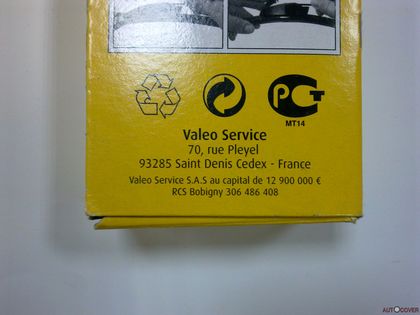 PCT
MT14
Valeo Service
70, rue Pleyel
93285 Saint Denis Cedex - France
Valeo Service S.A.S au capital de 12 900 000 €
RCS Bobigny 306 486 408
AUTOCOVER